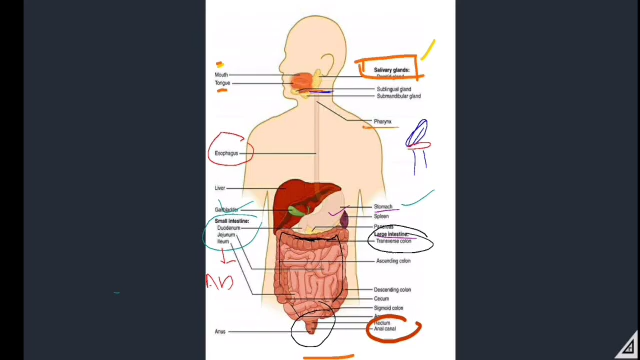 Mouth
Tongue
Salivary glands:
Parotid gland
Sublingual gland
Submandibular gland
Pharynx
Esophagus
Liver
Gallbladder
Small intestine:
Duodenum
Jejunum
Ileum
Anus
Stomach
Spleen
Pancreas
Large intestine:
Transverse colon
Ascending colon
Descending colon
Cecum
Sigmoid colon
Rectum
Anal canal